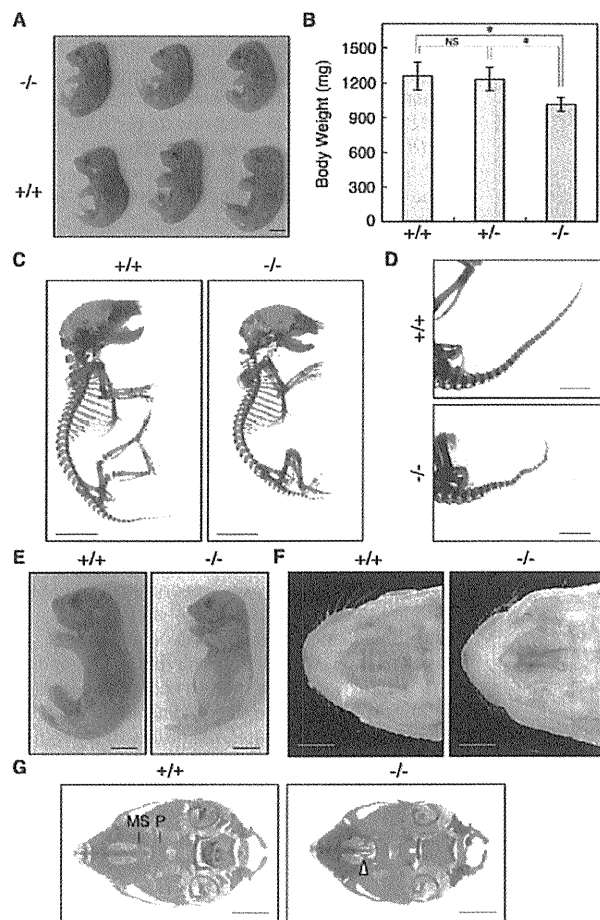 A
-/-
+/+
B
*
NS
*
Body Weight (mg)
1500
1200
900
600
300
0
+/+
+/-
-/-
C
+/+
-/-
D
+/+
-/-
E
+/+
-/-
F
+/+
-/-
G
+/+
-/-
MS
P